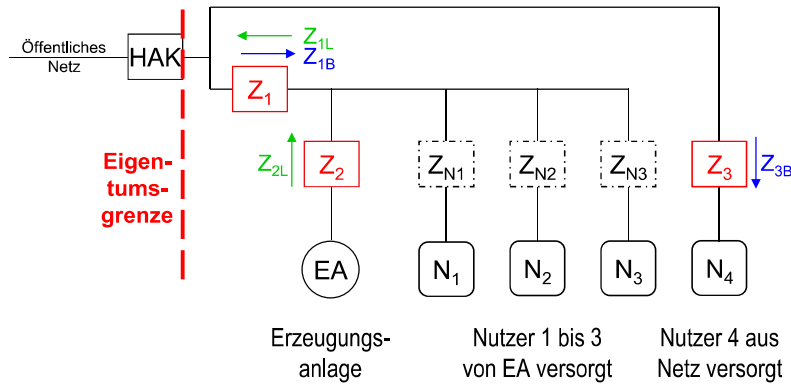 Öffentliches
Netz
HAK
Z1L
Z1B
Z1
Eigen-
tums-
grenze
Z2L
Z2
ZN1
ZN2
ZN3
Z3
Z3B
EA
N1
N2
N3
N4
Erzeugungs-
anlage
Nutzer 1 bis 3
von EA versorgt
Nutzer 4 aus
Netz versorgt